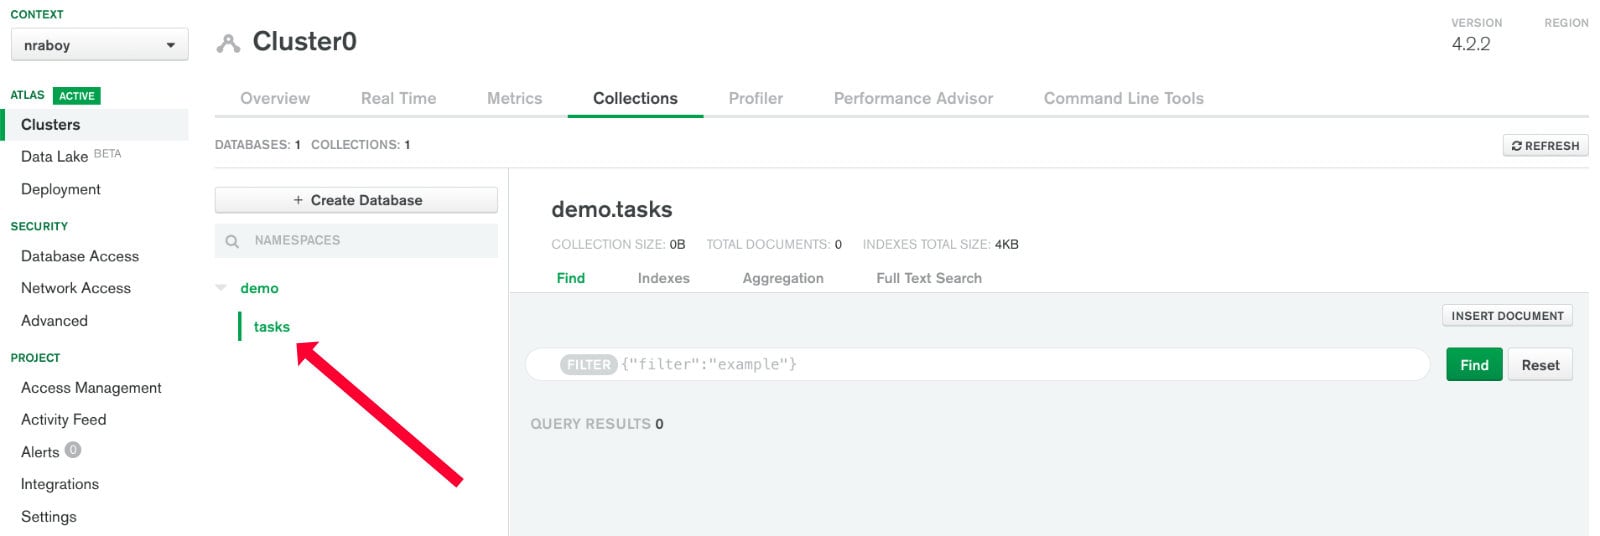 CONTEXT
nraboy
ATLAS ACTIVE
Clusters
Data Lake BETA
Deployment
SECURITY
Database Access
Network Access
Advanced
PROJECT
Access Management
Activity Feed
Alerts 0
Integrations
Settings
Cluster0
VERSION
4.2.2
REGION
Overview Real Time Metrics Collections Profiler Performance Advisor Command Line Tools
DATABASES: 1 COLLECTIONS: 1
REFRESH
+ Create Database
NAMESPACES
demo
tasks
demo.tasks
COLLECTION SIZE: 0B TOTAL DOCUMENTS: 0 INDEXES TOTAL SIZE: 4KB
Find Indexes Aggregation Full Text Search
INSERT DOCUMENT
FILTER {"filter":"example"}
Find Reset
QUERY RESULTS 0